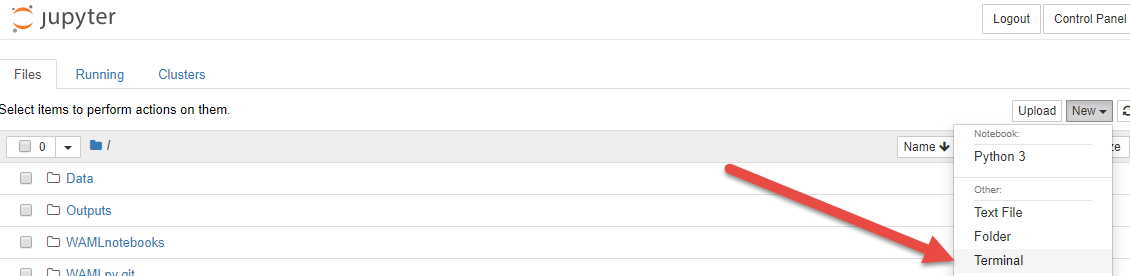 jupyter
Logout
Control Panel
Files
Running
Clusters
Select items to perform actions on them.
Upload
New
0
/
Name
ze
Notebook:
Python 3
Other:
Text File
Folder
Terminal
Data
Outputs
WAMLnotebooks
WAMLpy.git